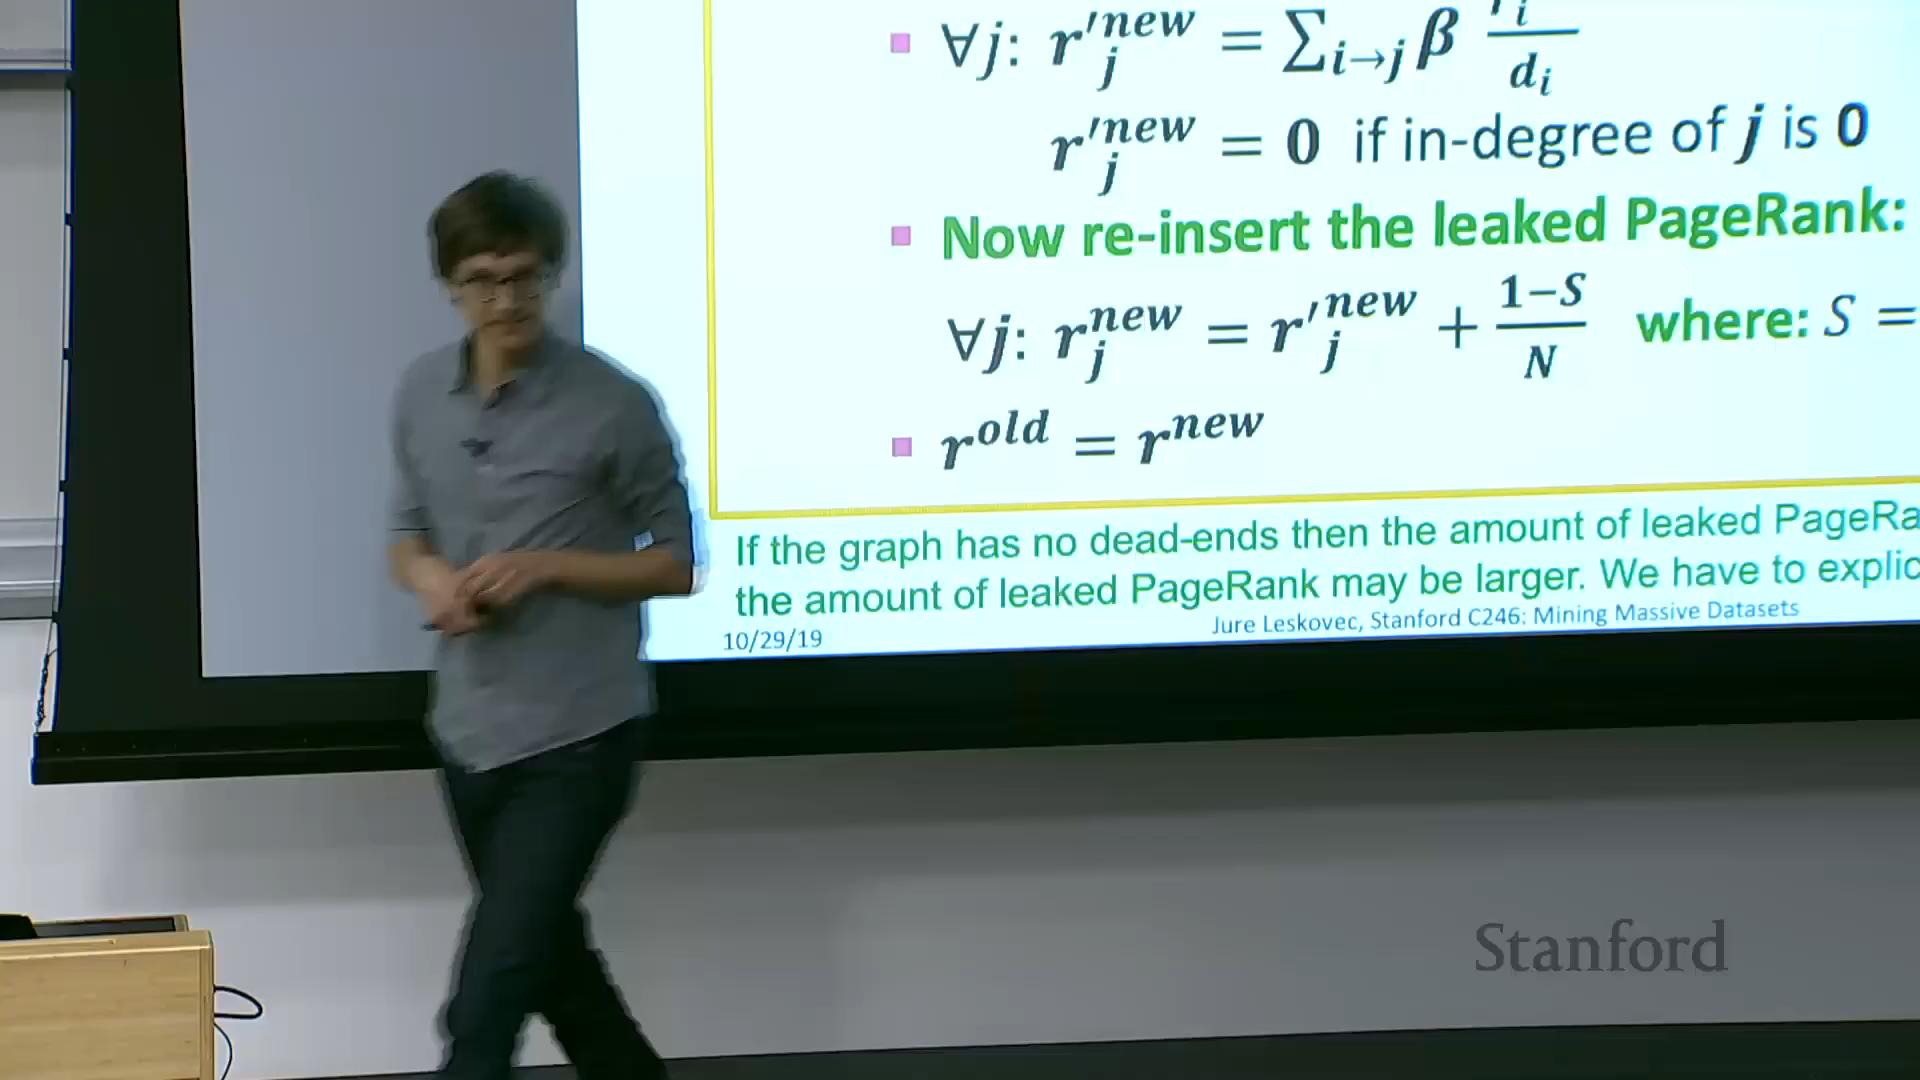 ∀j: r′ⱼⁿᵉʷ = ∑ᵢ→ⱼ β rᵢ/dᵢ
r′ⱼⁿᵉʷ = 0 if in-degree of j is 0
Now re-insert the leaked PageRank:
∀j: rⱼⁿᵉʷ = r′ⱼⁿᵉʷ + 1−S/N where: S =
rᵒˡᵈ = rⁿᵉʷ
If the graph has no dead-ends then the amount of leaked PageRa
the amount of leaked PageRank may be larger. We have to explic
10/29/19 Jure Leskovec, Stanford C246: Mining Massive Datasets
Stanford